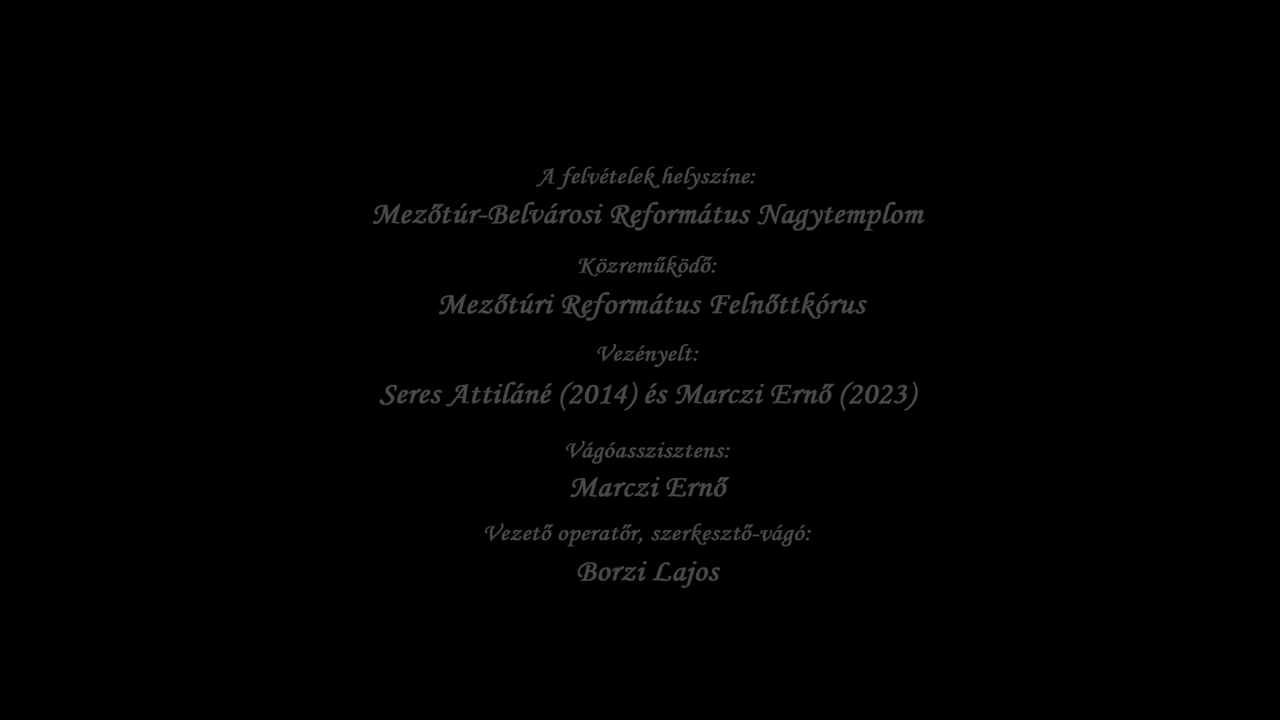 A felvételek helyszíne:
Mezőtúr-Belvárosi Református Nagytemplom
Közreműködő:
Mezőtúri Református Felnőttkórus
Vezényelt:
Seres Attiláné (2014) és Marczi Ernő (2023)
Vágóasszisztens:
Marczi Ernő
Vezető operatőr, szerkesztő-vágó:
Borzi Lajos